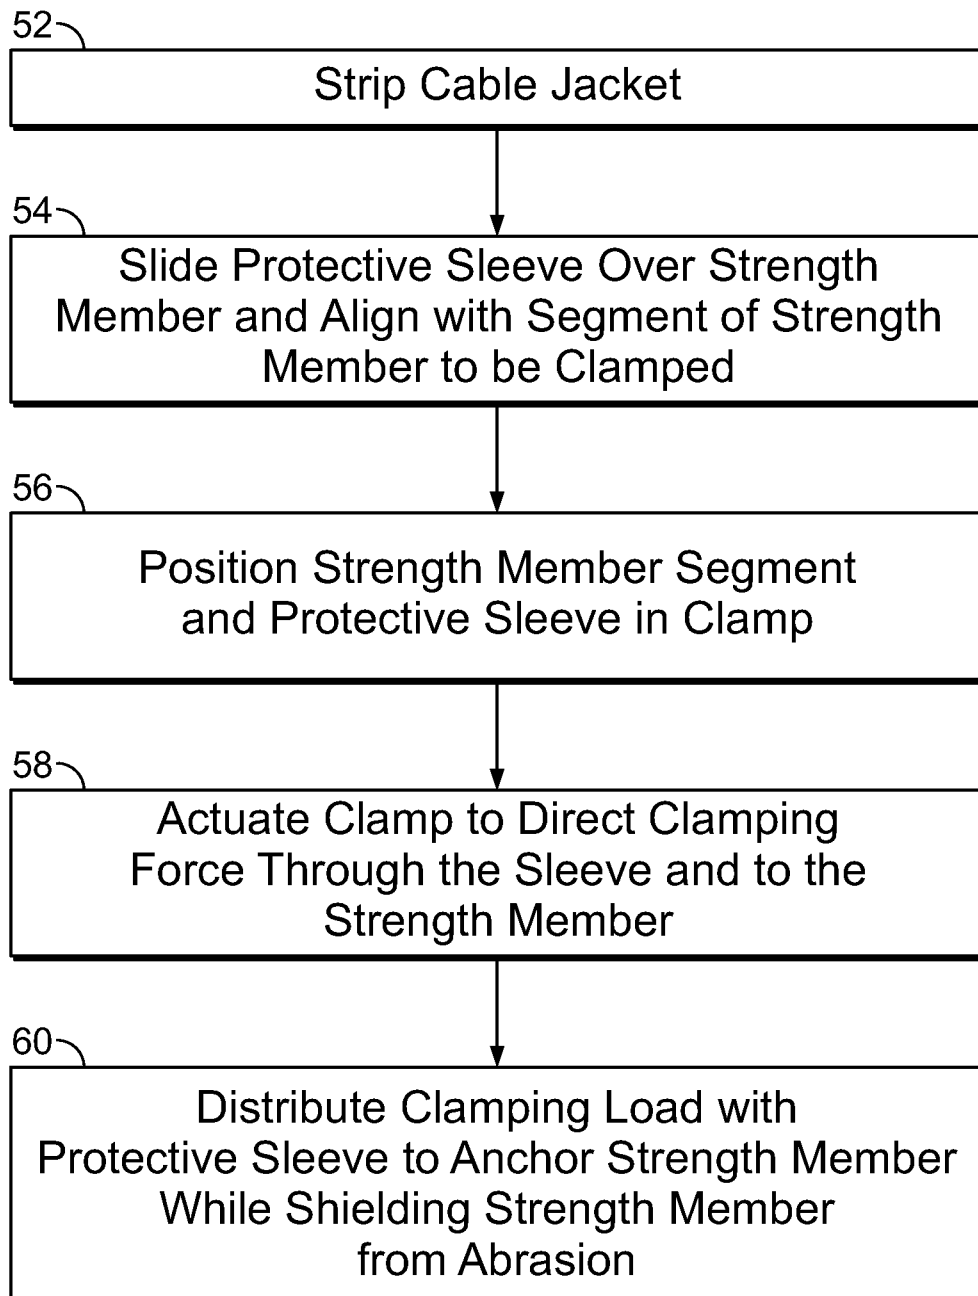 52
Strip Cable Jacket
54
Slide Protective Sleeve Over Strength
Member and Align with Segment of Strength
Member to be Clamped
56
Position Strength Member Segment
and Protective Sleeve in Clamp
58
Actuate Clamp to Direct Clamping
Force Through the Sleeve and to the
Strength Member
60
Distribute Clamping Load with
Protective Sleeve to Anchor Strength Member
While Shielding Strength Member
from Abrasion